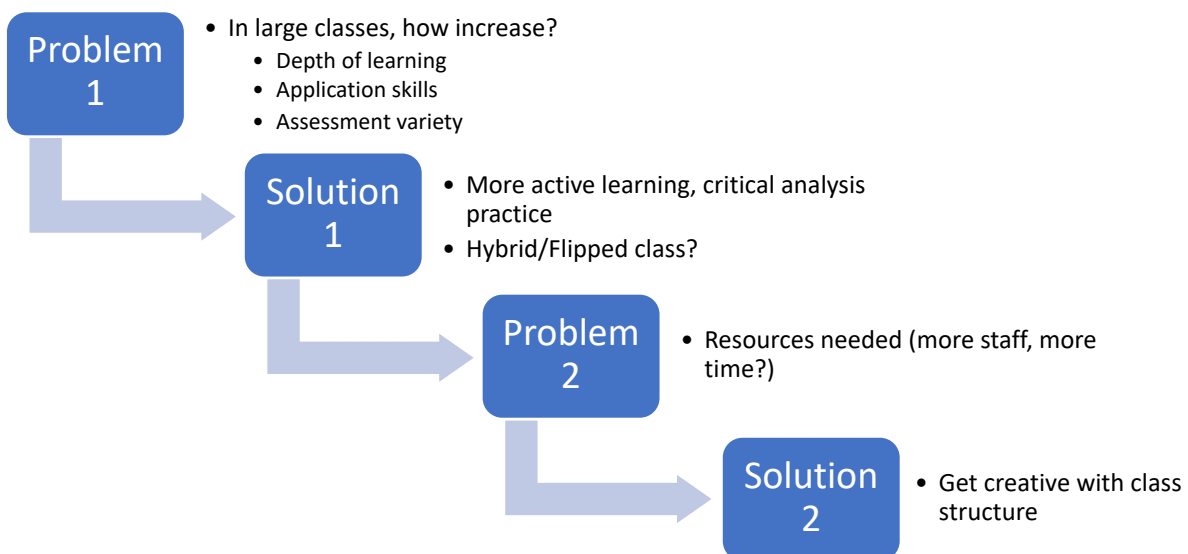 Problem
1
• In large classes, how increase?
• Depth of learning
• Application skills
• Assessment variety
Solution
1
• More active learning, critical analysis
practice
• Hybrid/Flipped class?
Problem
2
• Resources needed (more staff, more
time?)
Solution
2
• Get creative with class
structure